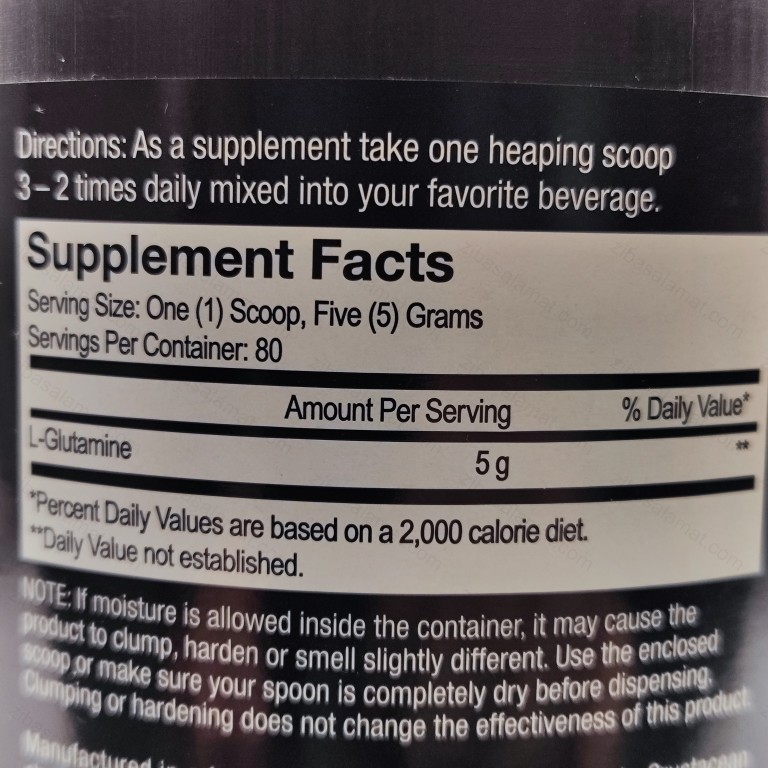 Directions: As a supplement take one heaping scoop
3–2 times daily mixed into your favorite beverage.
Supplement Facts
Serving Size: One (1) Scoop, Five (5) Grams
Servings Per Container: 80
Amount Per Serving % Daily Value*
L-Glutamine 5 g **
*Percent Daily Values are based on a 2,000 calorie diet.
**Daily Value not established.
NOTE: If moisture is allowed inside the container, it may cause the
product to clump, harden or smell slightly different. Use the enclosed
scoop or make sure your spoon is completely dry before dispensing.
Clumping or hardening does not change the effectiveness of this product.
Manufactured